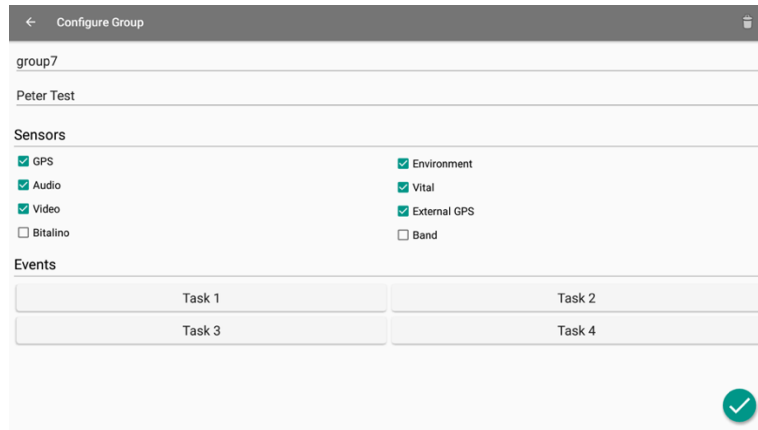 Configure Group
group7
Peter Test
Sensors
GPS
Environment
Audio
Vital
Video
External GPS
Bitalino
Band
Events
Task 1
Task 2
Task 3
Task 4